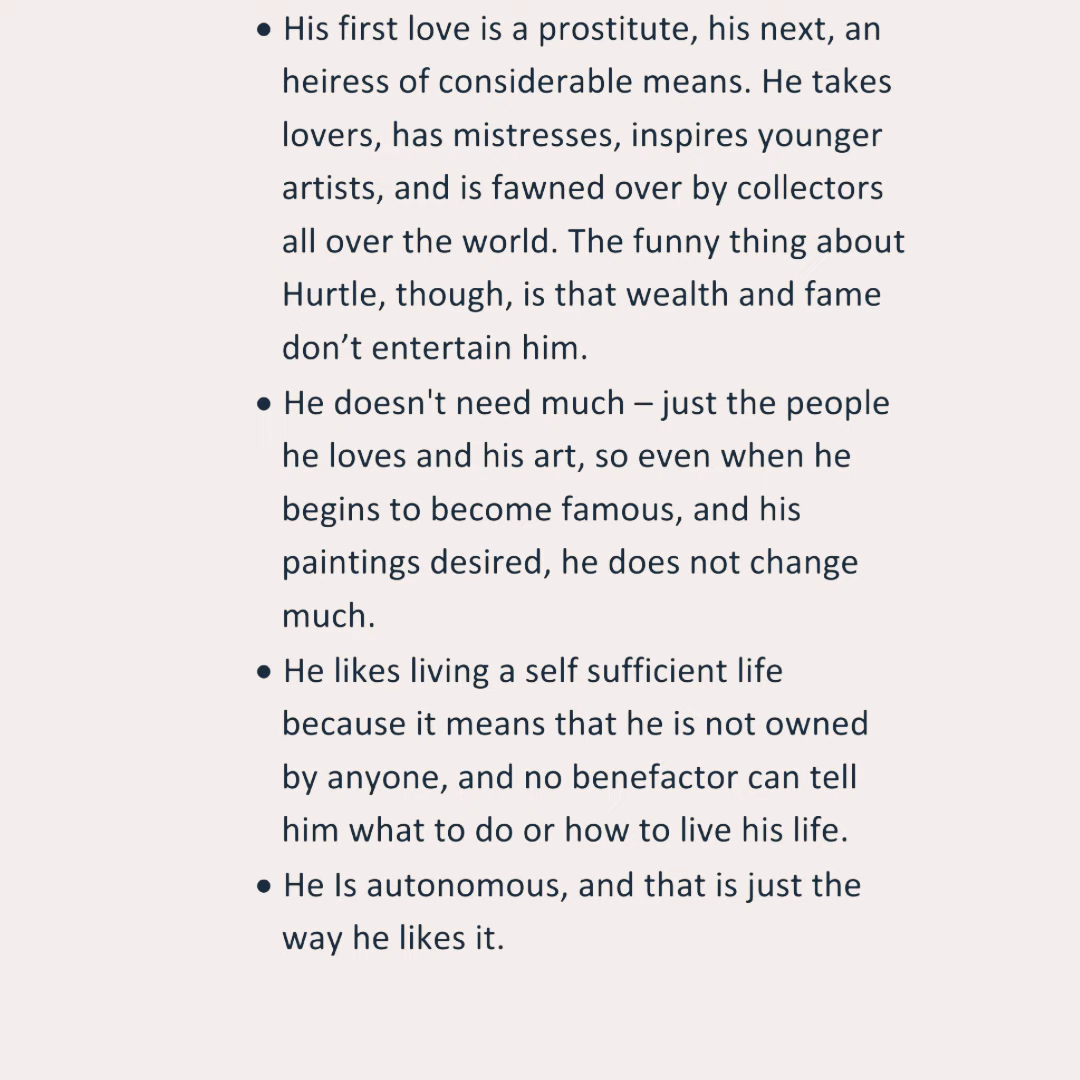 • His first love is a prostitute, his next, an
heiress of considerable means. He takes
lovers, has mistresses, inspires younger
artists, and is fawned over by collectors
all over the world. The funny thing about
Hurtle, though, is that wealth and fame
don’t entertain him.
• He doesn't need much – just the people
he loves and his art, so even when he
begins to become famous, and his
paintings desired, he does not change
much.
• He likes living a self sufficient life
because it means that he is not owned
by anyone, and no benefactor can tell
him what to do or how to live his life.
• He Is autonomous, and that is just the
way he likes it.